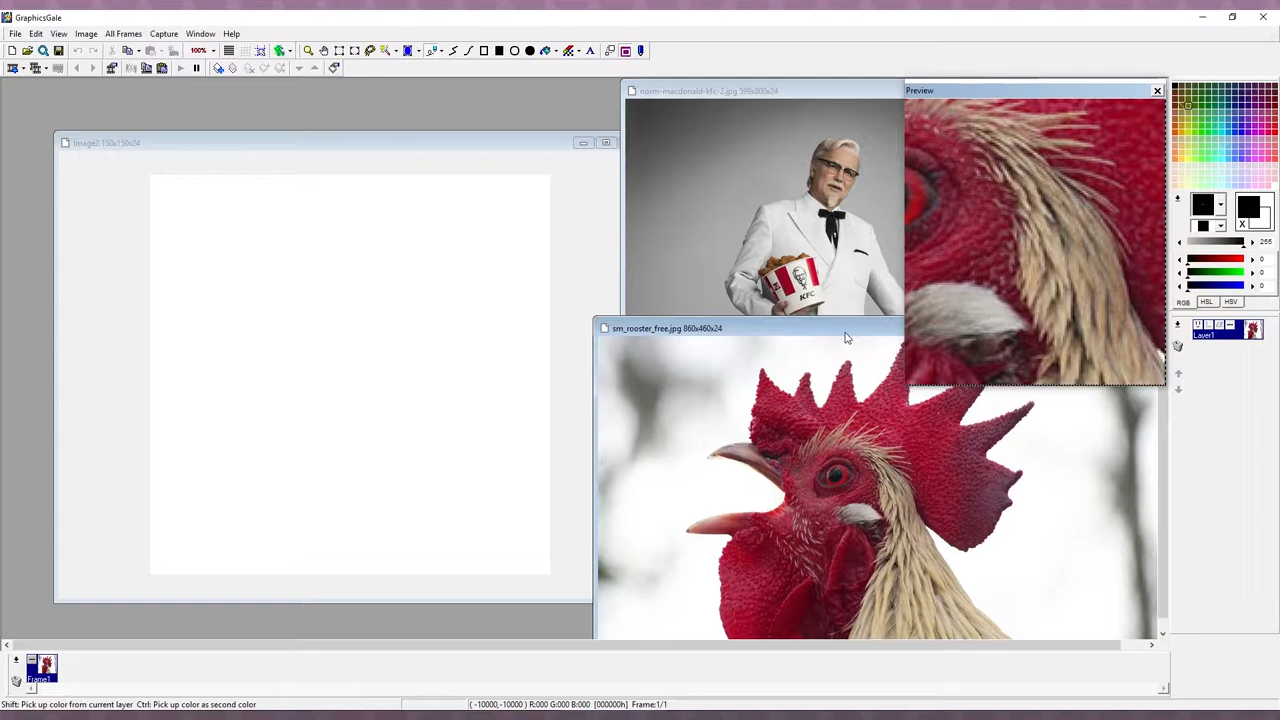 GraphicsGale
File Edit View Image All Frames Capture Window Help
100%
norm-macdonald-kfc-2.jpg 599x800x24
Preview
Image2 150x150x24
KFC
sm_rooster_free.jpg 860x460x24
X
255
0
0
0
RGB HSL HSV
Layer1
Frame1
Shift: Pick up color from current layer Ctrl: Pick up color as second color
( -10000,-10000 ) R:000 G:000 B:000 [000000h] Frame:1/1